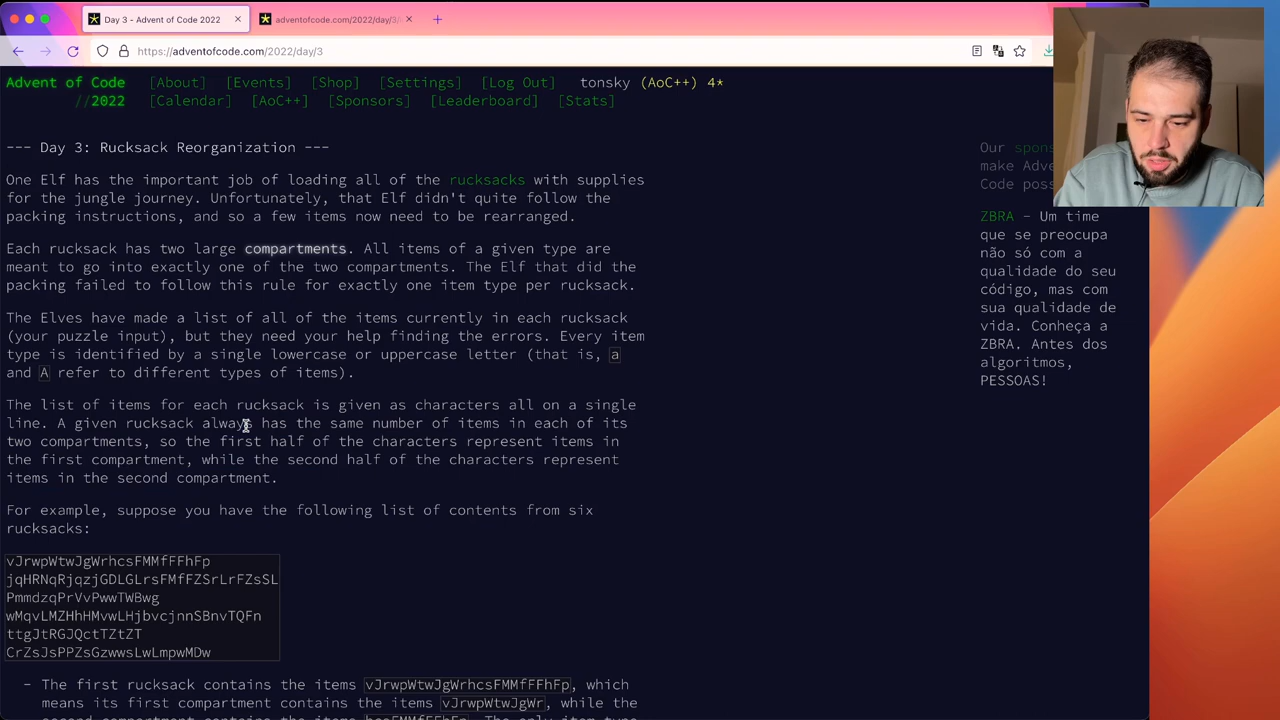 Day 3 - Advent of Code 2022
adventofcode.com/2022/day/3/
https://adventofcode.com/2022/day/3
Advent of Code [About] [Events] [Shop] [Settings] [Log Out] tonsky (AoC++) 4*
//2022 [Calendar] [AoC++] [Sponsors] [Leaderboard] [Stats]
--- Day 3: Rucksack Reorganization ---
One Elf has the important job of loading all of the rucksacks with supplies
for the jungle journey. Unfortunately, that Elf didn't quite follow the
packing instructions, and so a few items now need to be rearranged.
Each rucksack has two large compartments. All items of a given type are
meant to go into exactly one of the two compartments. The Elf that did the
packing failed to follow this rule for exactly one item type per rucksack.
The Elves have made a list of all of the items currently in each rucksack
(your puzzle input), but they need your help finding the errors. Every item
type is identified by a single lowercase or uppercase letter (that is, a
and A refer to different types of items).
The list of items for each rucksack is given as characters all on a single
line. A given rucksack always has the same number of items in each of its
two compartments, so the first half of the characters represent items in
the first compartment, while the second half of the characters represent
items in the second compartment.
For example, suppose you have the following list of contents from six
rucksacks:
vJrwpWtwJgWrhcsFMMfFFhFp
jqHRNqRjqzjGDLGLrsFMfFZSrLrFZsSL
PmmdzqPrVvPwwTWBwg
wMqvLMZHhHMvwLHjbvcjnnSBnvTQFn
ttgJtRGJQctTZtZT
CrZsJsPPZsGzwwsLwLmpwMDw
- The first rucksack contains the items vJrwpWtwJgWrhcsFMMfFFhFp, which
means its first compartment contains the items vJrwpWtwJgWr, while the
Our
make
Code
ZBRA - Um time
que se preocupa
não só com a
qualidade do seu
código, mas com
sua qualidade de
vida. Conheça a
ZBRA. Antes dos
algoritmos,
PESSOAS!